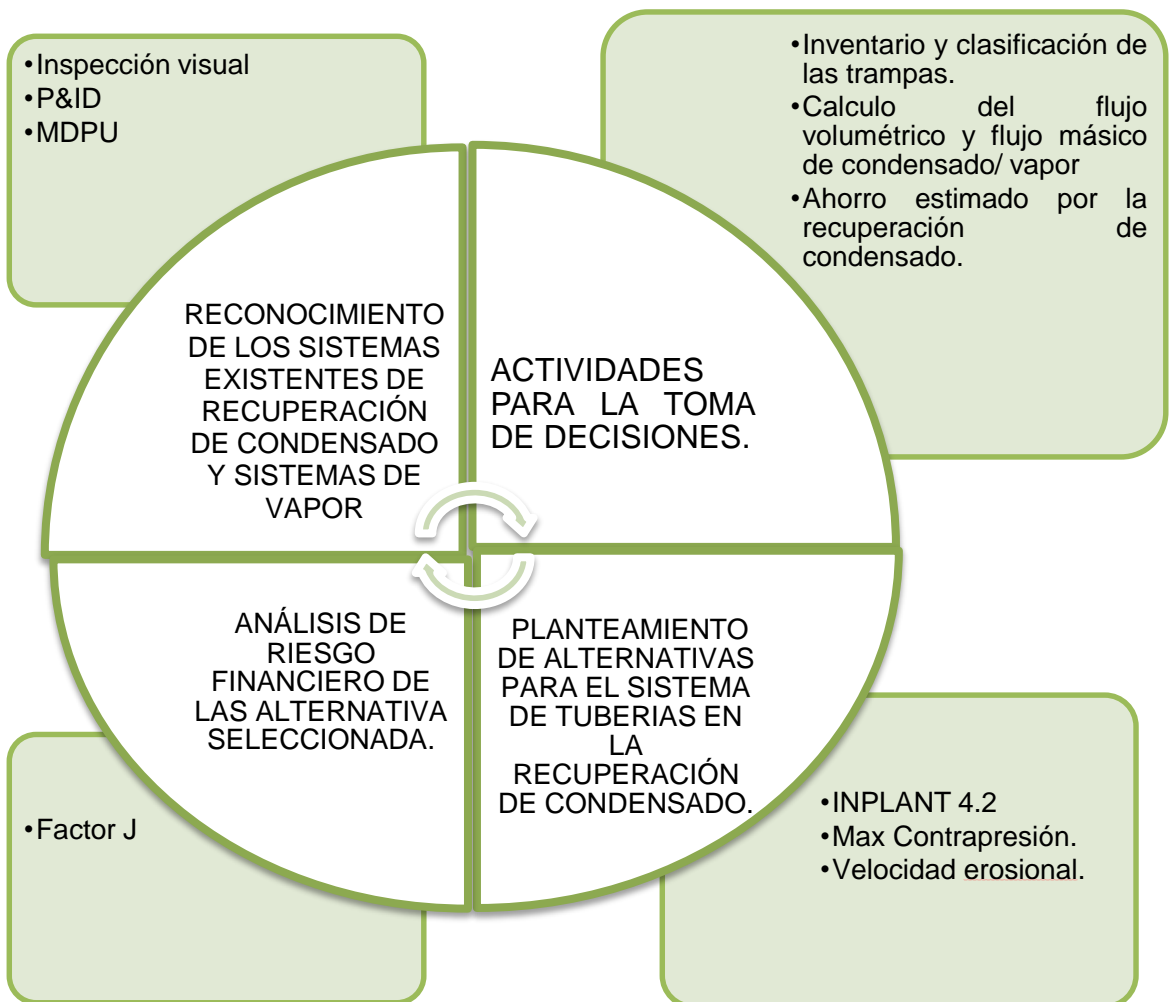 •Inspección visual
•P&ID
•MDPU
•Inventario y clasificación de
las trampas.
•Calculo del flujo
volumétrico y flujo másico
de condensado/ vapor
•Ahorro estimado por la
recuperación de
condensado.
RECONOCIMIENTO
DE LOS SISTEMAS
EXISTENTES DE
RECUPERACIÓN
DE CONDENSADO
Y SISTEMAS DE
VAPOR
ACTIVIDADES
PARA LA TOMA
DE DECISIONES.
ANÁLISIS DE
RIESGO
FINANCIERO DE
LAS ALTERNATIVA
SELECCIONADA.
PLANTEAMIENTO
DE ALTERNATIVAS
PARA EL SISTEMA
DE TUBERIAS EN
LA
RECUPERACIÓN
DE CONDENSADO.
•Factor J
•INPLANT 4.2
•Max Contrapresión.
•Velocidad erosional.